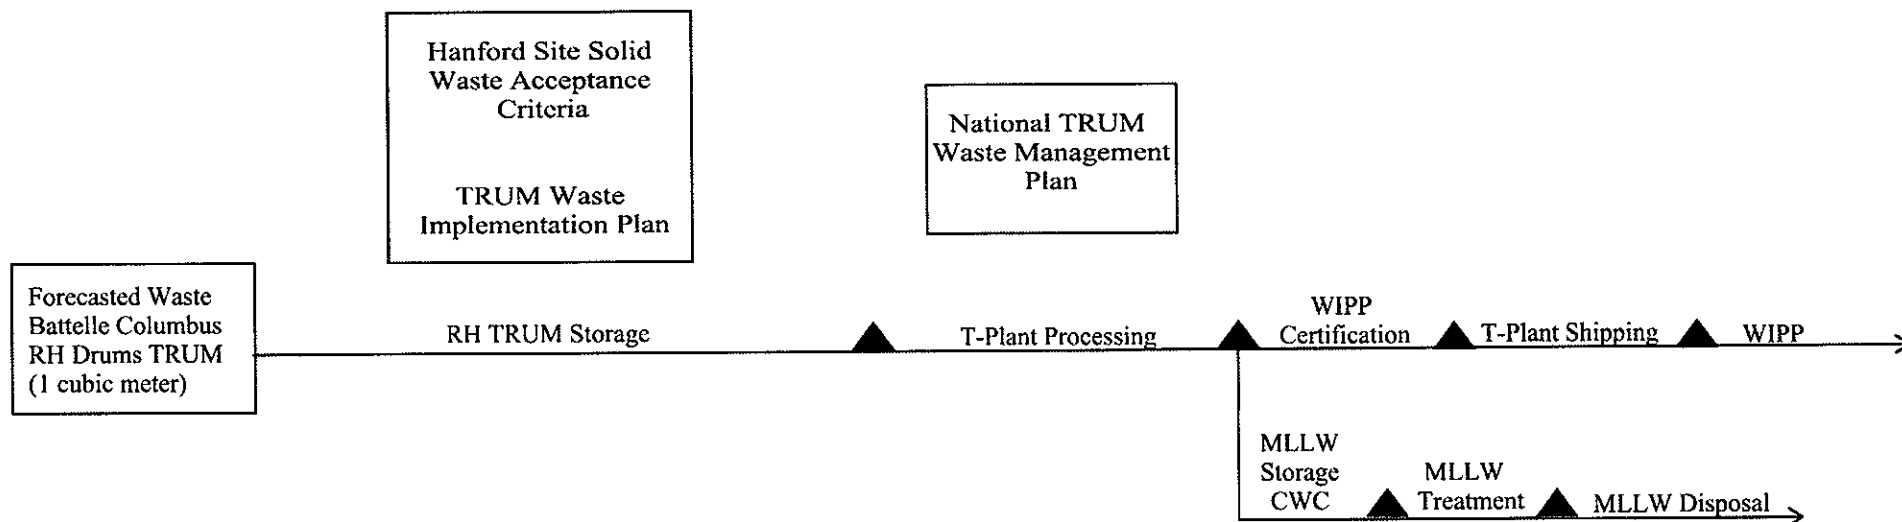 Hanford Site Solid
Waste Acceptance
Criteria
TRUM Waste
Implementation Plan
National TRUM
Waste Management
Plan
Forecasted Waste
Battelle Columbus
RH Drums TRUM
(1 cubic meter)
RH TRUM Storage
T-Plant Processing
WIPP
Certification
T-Plant Shipping
WIPP
MLLW
Storage
CWC
MLLW
Treatment
MLLW Disposal